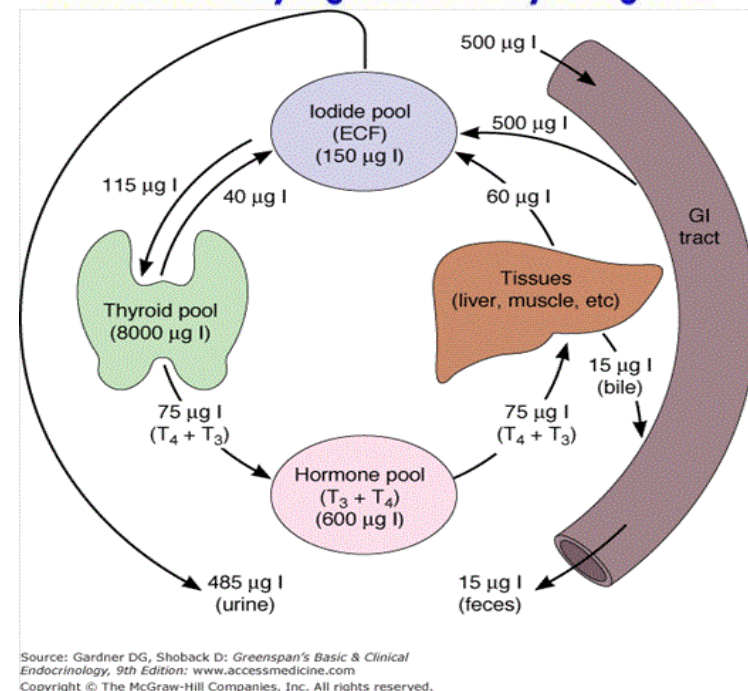 500 µg I
Iodide pool
(ECF)
(150 µg I)
500 µg I
115 µg I
40 µg I
60 µg I
GI
tract
Thyroid pool
(8000 µg I)
Tissues
(liver, muscle, etc)
15 µg I
(bile)
75 µg I
(T₄ + T₃)
75 µg I
(T₄ + T₃)
Hormone pool
(T₃ + T₄)
(600 µg I)
485 µg I
(urine)
15 µg I
(feces)
Source: Gardner DG, Shoback D: Greenspan's Basic & Clinical
Endocrinology, 9th Edition: www.accessmedicine.com
Copyright © The McGraw-Hill Companies, Inc. All rights reserved.